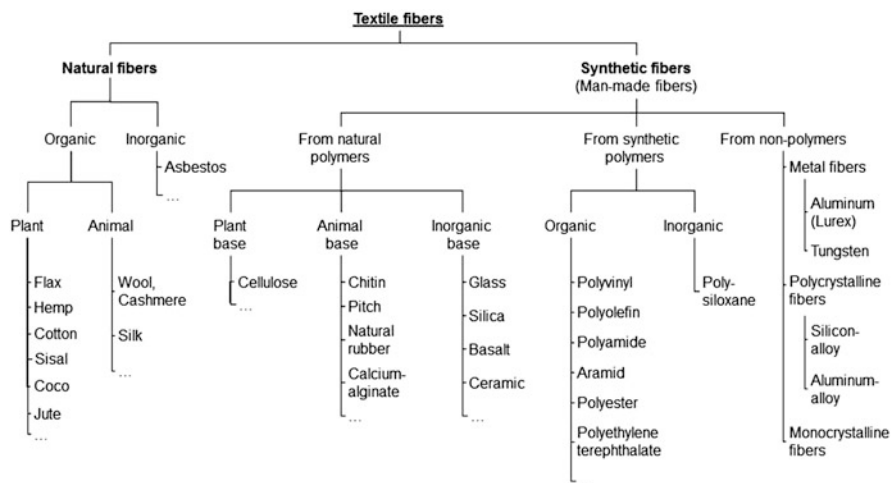 Textile fibers
Natural fibers
Synthetic fibers
(Man-made fibers)
Organic
Inorganic
From natural
polymers
From synthetic
polymers
From non-polymers
Asbestos
...
Metal fibers
Aluminum
(Lurex)
Tungsten
Plant
Animal
Plant
base
Animal
base
Inorganic
base
Organic
Inorganic
Flax
Hemp
Cotton
Sisal
Coco
Jute
...
Wool,
Cashmere
Silk
...
Cellulose
...
Chitin
Pitch
Natural
rubber
Calcium-
alginate
...
Glass
Silica
Basalt
Ceramic
...
Polyvinyl
Polyolefin
Polyamide
Aramid
Polyester
Polyethylene
terephthalate
Poly-
siloxane
Polycrystalline
fibers
Silicon-
alloy
Aluminum-
alloy
Monocrystalline
fibers